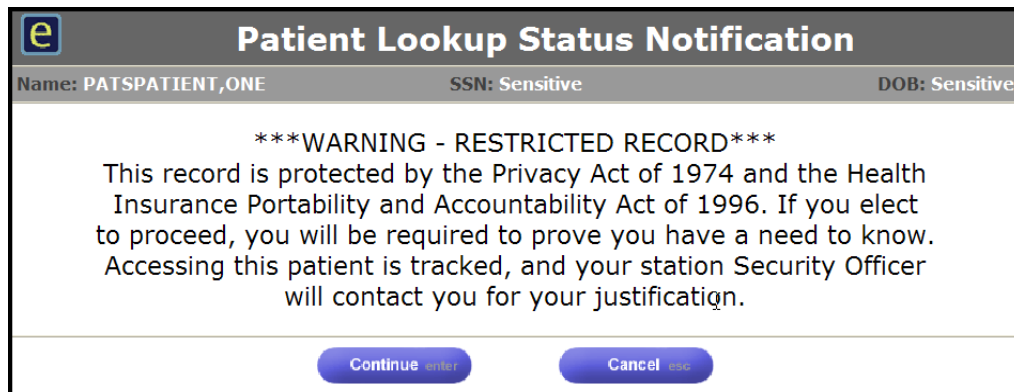 e
Patient Lookup Status Notification
Name: PATSPATIENT,ONE SSN: Sensitive DOB: Sensitive
***WARNING - RESTRICTED RECORD***
This record is protected by the Privacy Act of 1974 and the Health
Insurance Portability and Accountability Act of 1996. If you elect
to proceed, you will be required to prove you have a need to know.
Accessing this patient is tracked, and your station Security Officer
will contact you for your justification.
Continue enter Cancel esc